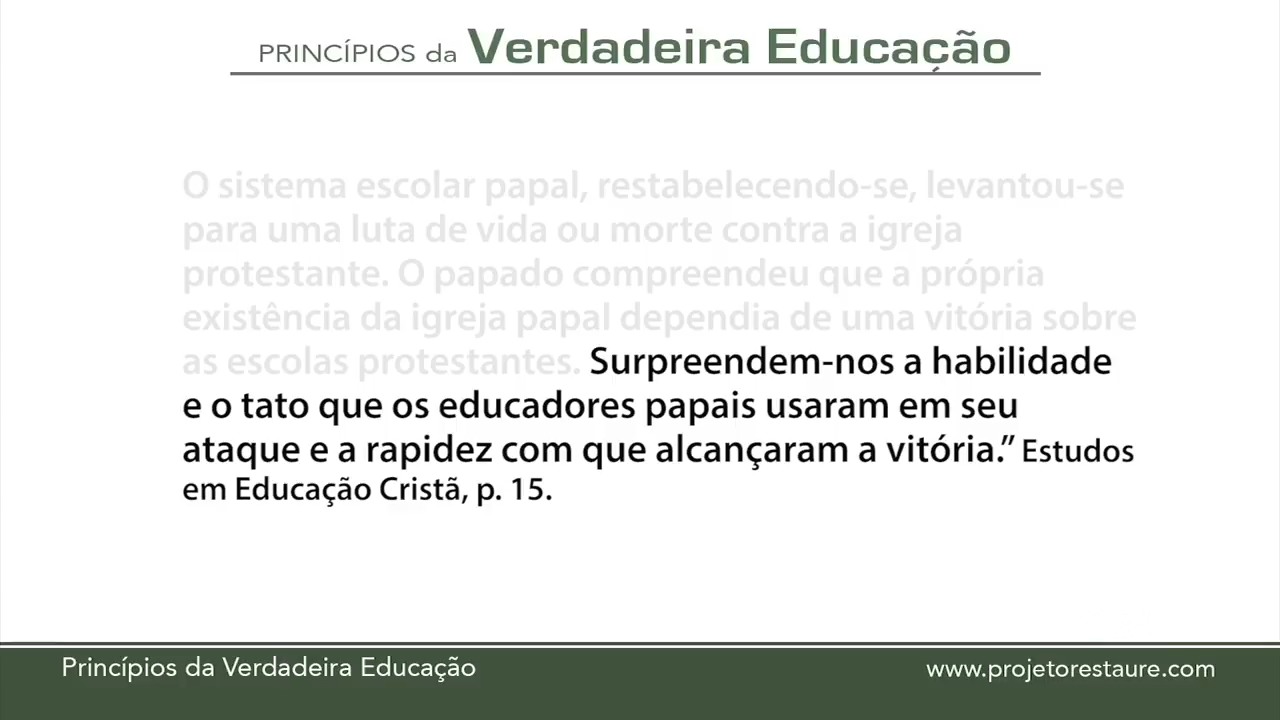 PRINCÍPIOS da Verdadeira Educação
O sistema escolar papal, restabelecendo-se, levantou-se
para uma luta de vida ou morte contra a igreja
protestante. O papado compreendeu que a própria
existência da igreja papal dependia de uma vitória sobre
as escolas protestantes. Surpreendem-nos a habilidade
e o tato que os educadores papais usaram em seu
ataque e a rapidez com que alcançaram a vitória.” Estudos
em Educação Cristã, p. 15.
Princípios da Verdadeira Educação
www.projetorestaure.com